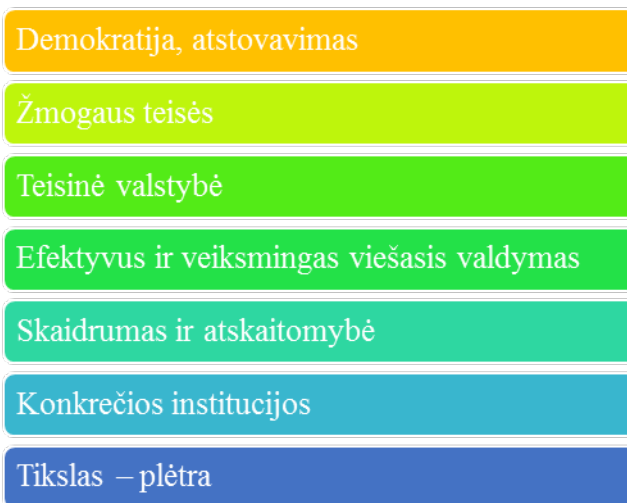 Demokratija, atstovavimas
Žmogaus teisės
Teisinė valstybė
Efektyvus ir veiksmingas viešasis valdymas
Skaidrumas ir atskaitomybė
Konkrečios institucijos
Tikslas – plėtra